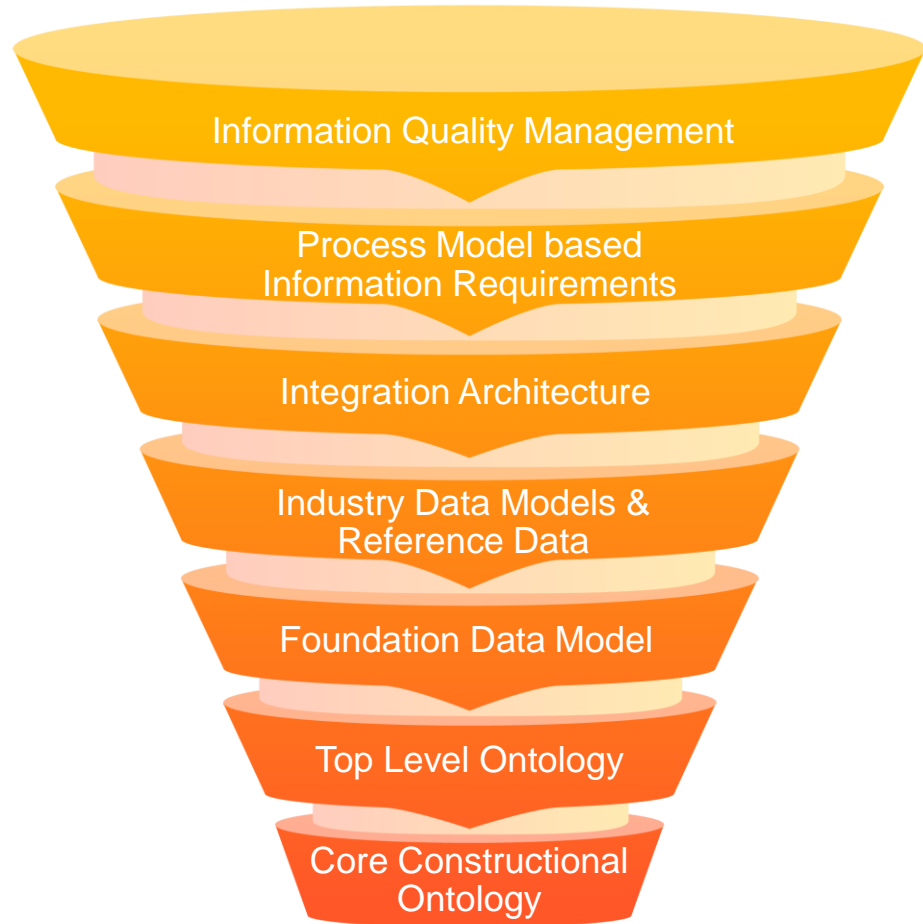 Information Quality Management
Process Model based
Information Requirements
Integration Architecture
Industry Data Models &
Reference Data
Foundation Data Model
Top Level Ontology
Core Constructional
Ontology